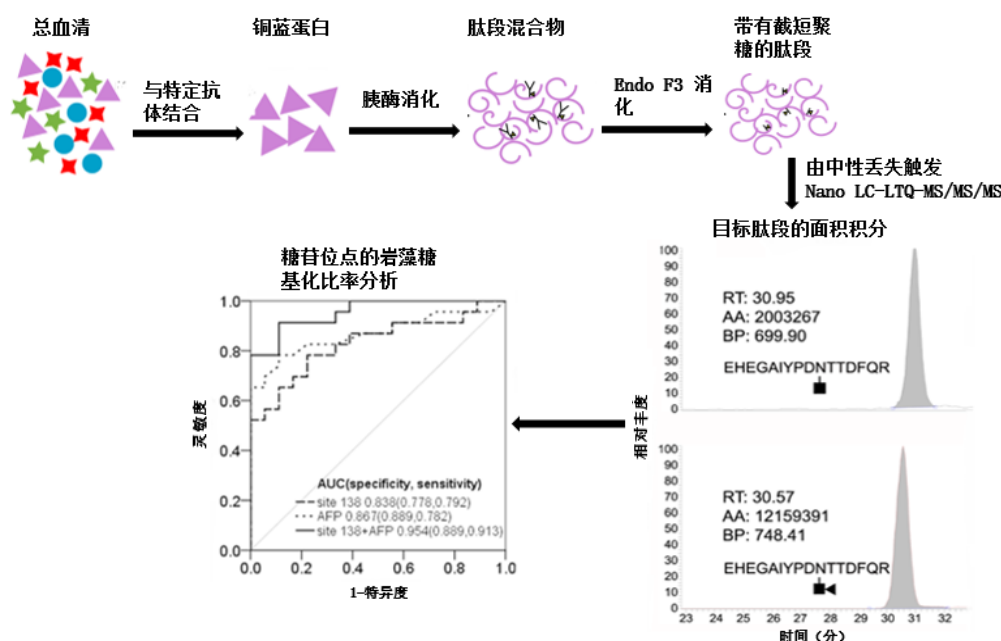 总血清
铜蓝蛋白
肽段混合物
带有截短聚
糖的肽段
与特定抗
体结合
胰酶消化
Endo F3 消
化
由中性丢失触发
Nano LC-LTQ-MS/MS/MS
目标肽段的面积积分
糖苷位点的岩藻糖
基化比率分析
1.0
0.8
0.6
0.4
0.2
0.0
灵敏度
AUC(specificity, sensitivity)
site 138 0.838(0.778,0.792)
AFP 0.867(0.889,0.782)
site 138+AFP 0.954(0.889,0.913)
0.0 0.2 0.4 0.6 0.8 1.0
1-特异度
相对丰度
100
90
80
70
60
50
40
30
20
10
0
RT: 30.95
AA: 2003267
BP: 699.90
EHEGAIYPDNTTDFQR
100
90
80
70
60
50
40
30
20
10
0
RT: 30.57
AA: 12159391
BP: 748.41
EHEGAIYPDNTTDFQR
23 24 25 26 27 28 29 30 31 32
时间（分）